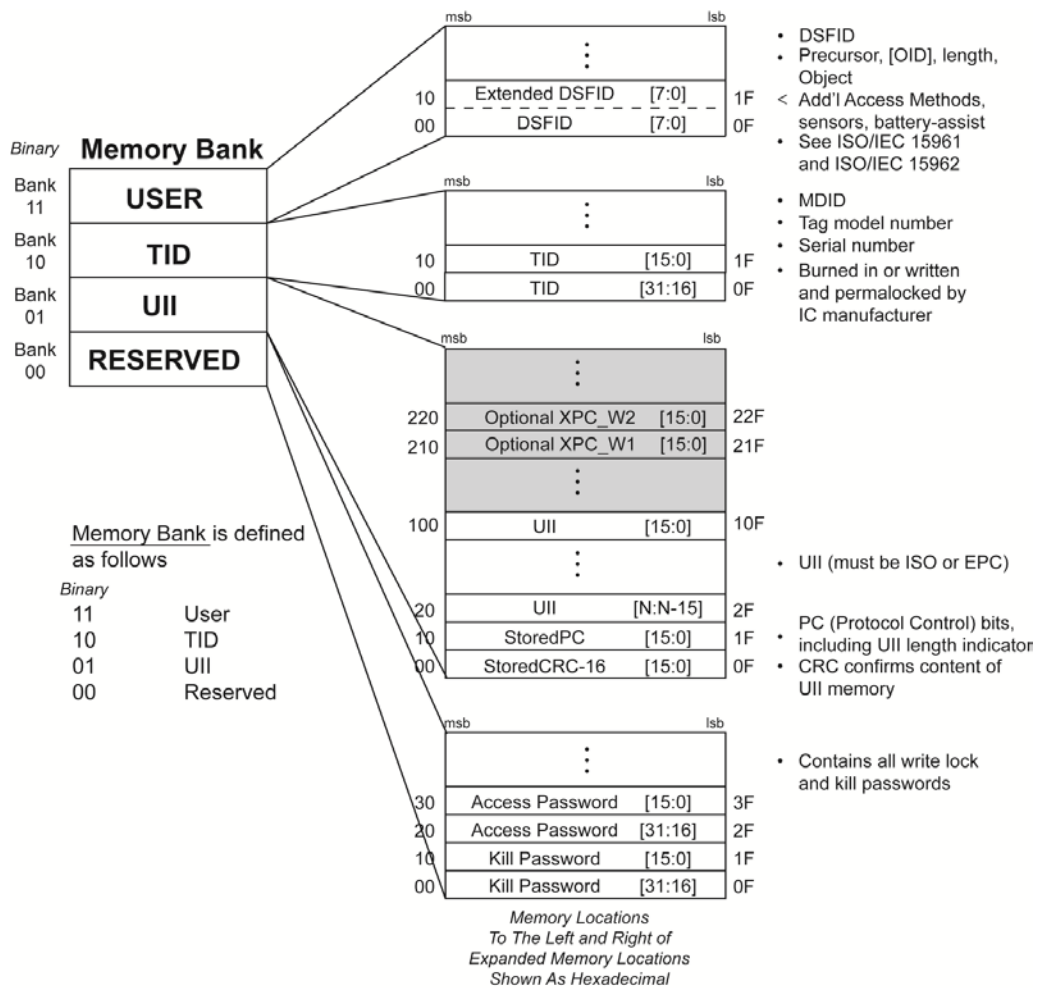 Binary Memory Bank
Bank 11 USER
Bank 10 TID
Bank 01 UII
Bank 00 RESERVED
Memory Bank is defined
as follows
Binary
11 User
10 TID
01 UII
00 Reserved
msb lsb
⋮
10 Extended DSFID [7:0] 1F
00 DSFID [7:0] 0F
• DSFID
• Precursor, [OID], length,
Object
< Add'l Access Methods,
sensors, battery-assist
• See ISO/IEC 15961
and ISO/IEC 15962
msb lsb
⋮
10 TID [15:0] 1F
00 TID [31:16] 0F
• MDID
• Tag model number
• Serial number
• Burned in or written
and permalocked by
IC manufacturer
msb lsb
⋮
220 Optional XPC_W2 [15:0] 22F
210 Optional XPC_W1 [15:0] 21F
⋮
100 UII [15:0] 10F
⋮
20 UII [N:N-15] 2F
10 StoredPC [15:0] 1F
00 StoredCRC-16 [15:0] 0F
• UII (must be ISO or EPC)
PC (Protocol Control) bits,
• including UII length indicator
• CRC confirms content of
UII memory
msb lsb
⋮
30 Access Password [15:0] 3F
20 Access Password [31:16] 2F
10 Kill Password [15:0] 1F
00 Kill Password [31:16] 0F
• Contains all write lock
and kill passwords
Memory Locations
To The Left and Right of
Expanded Memory Locations
Shown As Hexadecimal